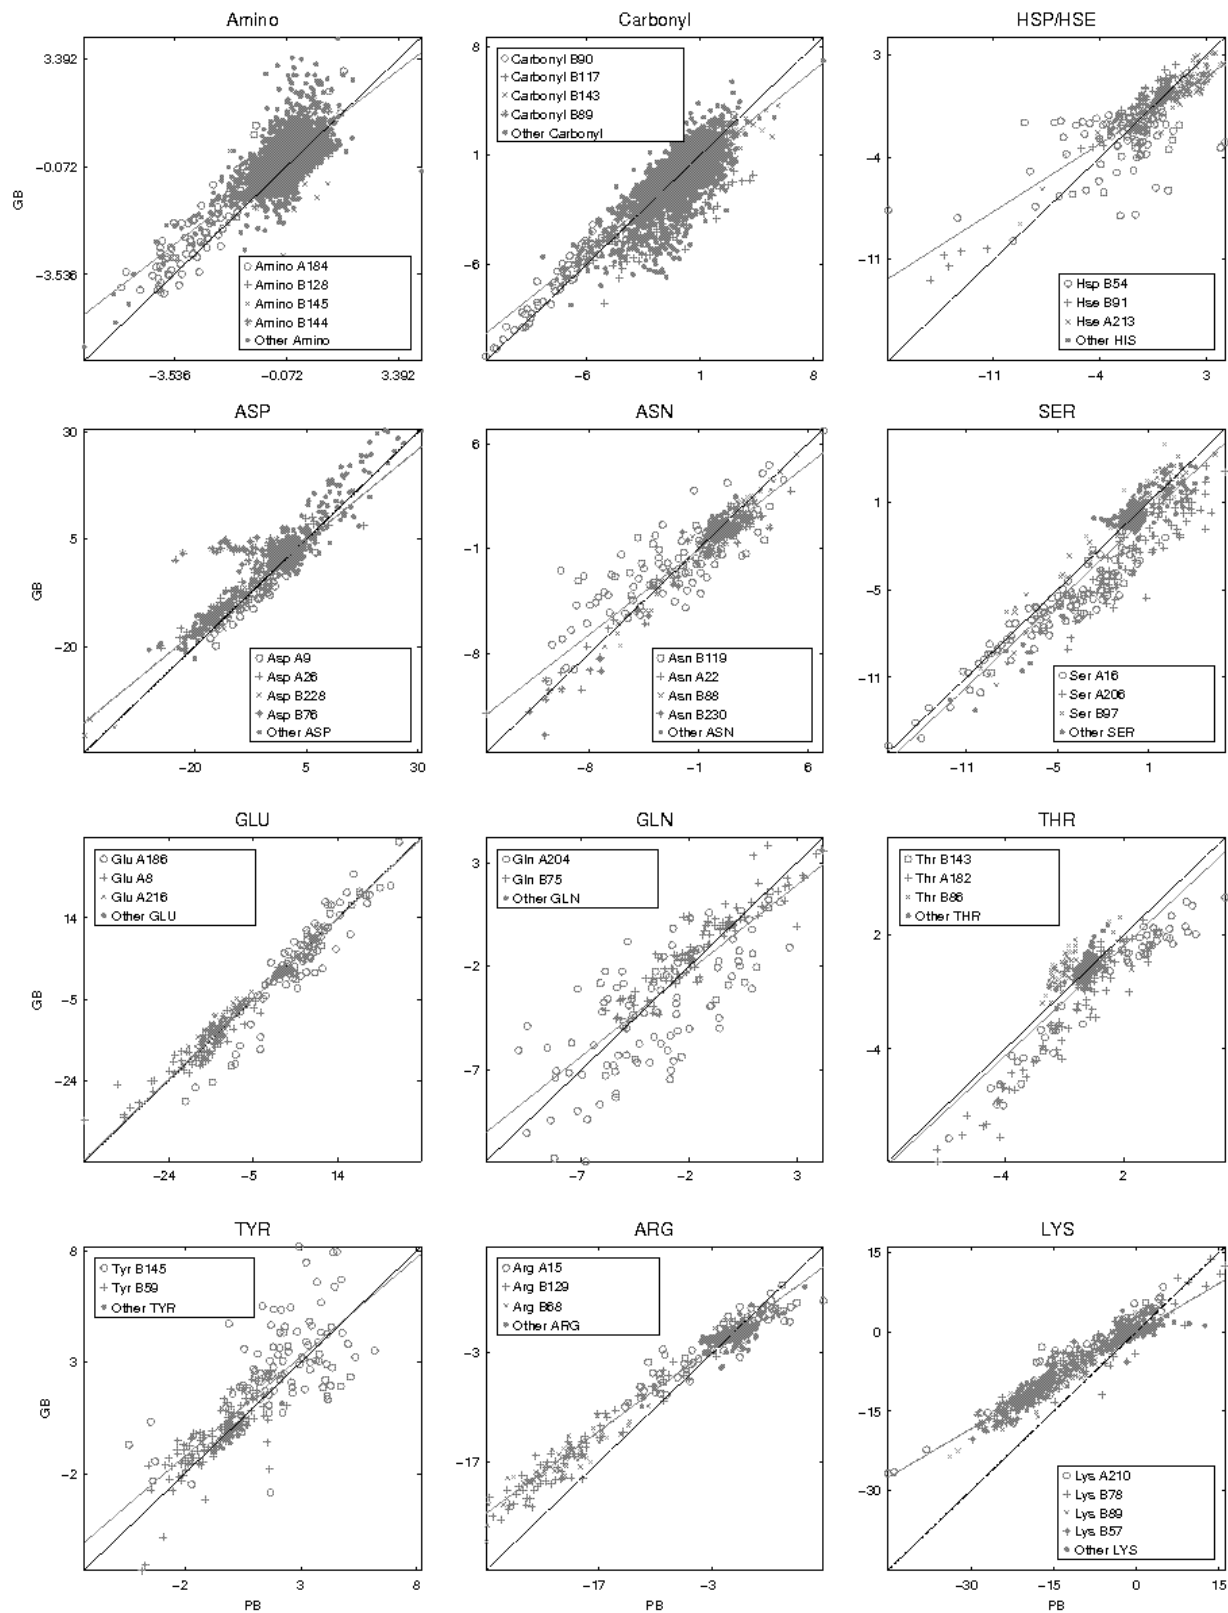 Amino
3.392
-0.072
-3.536
GB
Amino A184
Amino B128
Amino B145
Amino B144
Other Amino
-3.536 -0.072 3.392
Carbonyl
8
1
-6
Carbonyl B90
Carbonyl B117
Carbonyl B143
Carbonyl B89
Other Carbonyl
-6 1 8
HSP/HSE
3
-4
-11
Hsp B54
Hse B91
Hse A213
Other HIS
-11 -4 3
ASP
30
5
-20
GB
Asp A9
Asp A26
Asp B228
Asp B76
Other ASP
-20 5 30
ASN
6
-1
-8
Asn B119
Asn A22
Asn B88
Asn B230
Other ASN
-8 -1 6
SER
1
-5
-11
Ser A16
Ser A206
Ser B97
Other SER
-11 -5 1
GLU
14
-5
-24
GB
Glu A186
Glu A8
Glu A216
Other GLU
-24 -5 14
GLN
3
-2
-7
Gln A204
Gln B75
Other GLN
-7 -2 3
THR
2
-4
Thr B143
Thr A182
Thr B86
Other THR
-4 2
TYR
8
3
-2
GB
Tyr B145
Tyr B59
Other TYR
-2 3 8
PB
ARG
-3
-17
Arg A15
Arg B129
Arg B68
Other ARG
-17 -3
PB
LYS
15
0
-15
-30
Lys A210
Lys B78
Lys B89
Lys B57
Other LYS
-30 -15 0 15
PB